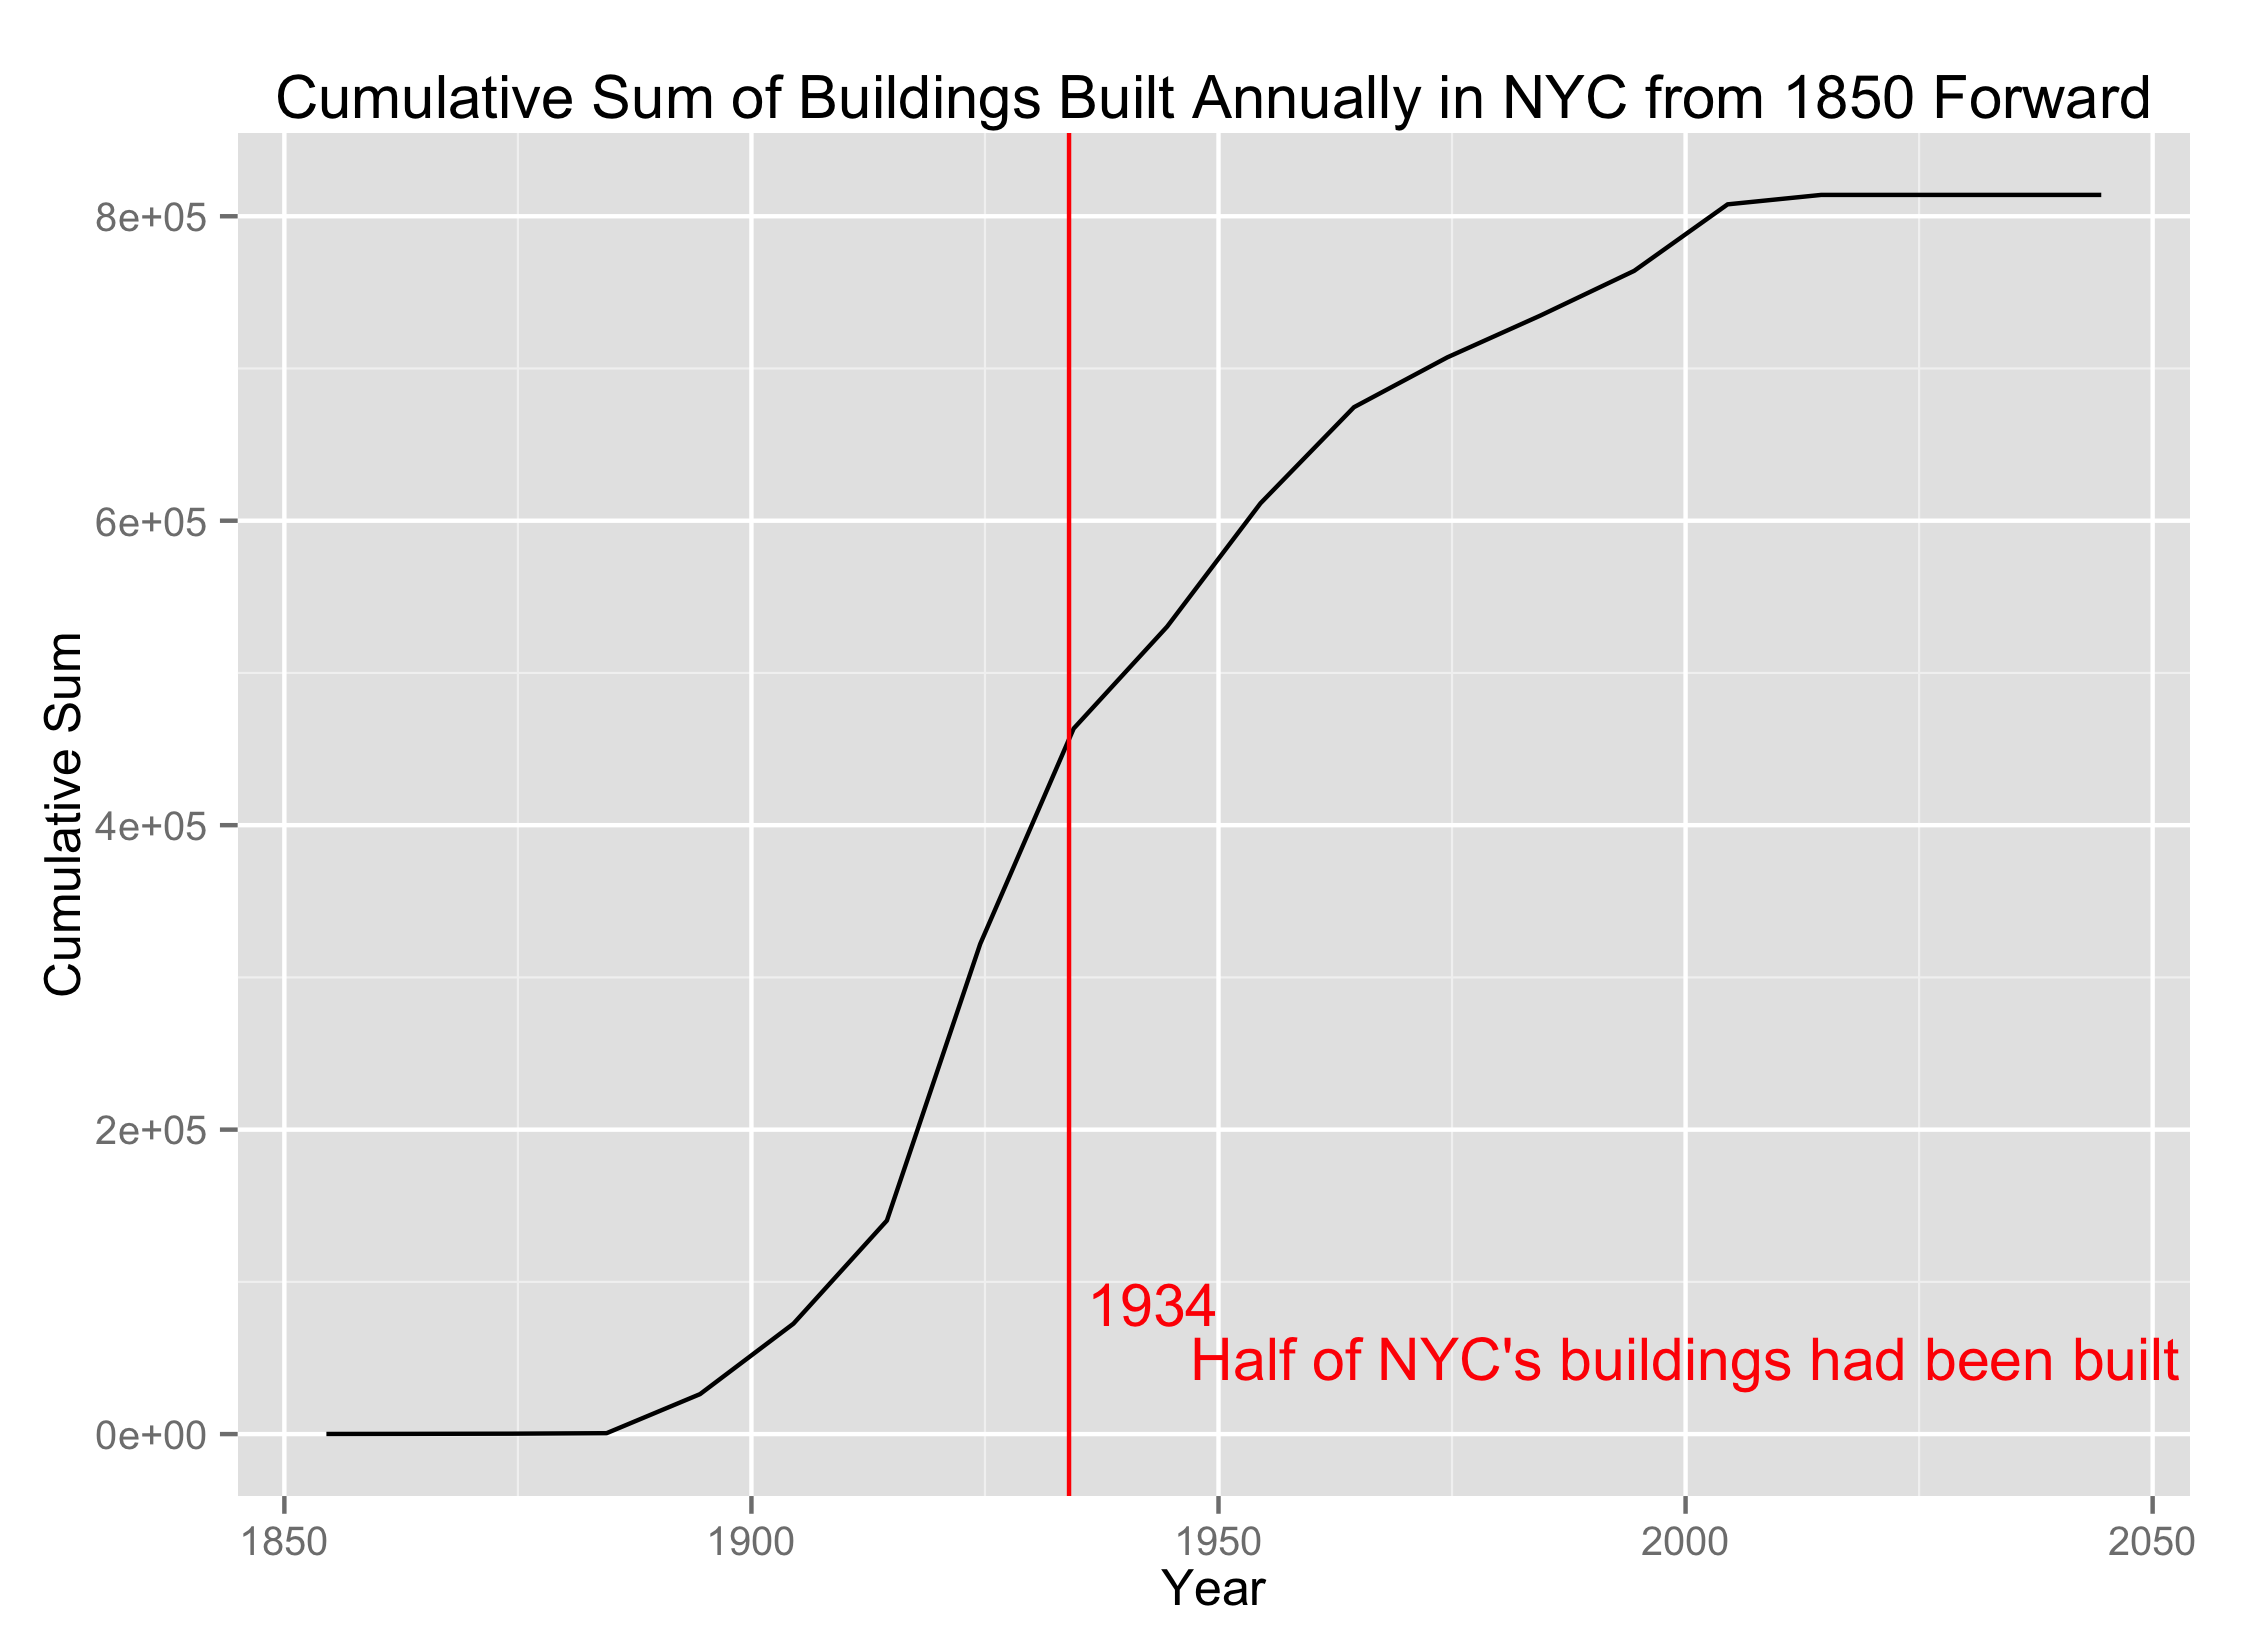 Cumulative Sum of Buildings Built Annually in NYC from 1850 Forward
8e+05
6e+05
4e+05
2e+05
0e+00
Cumulative Sum
1934
Half of NYC's buildings had been built
1850
1900
1950
2000
2050
Year